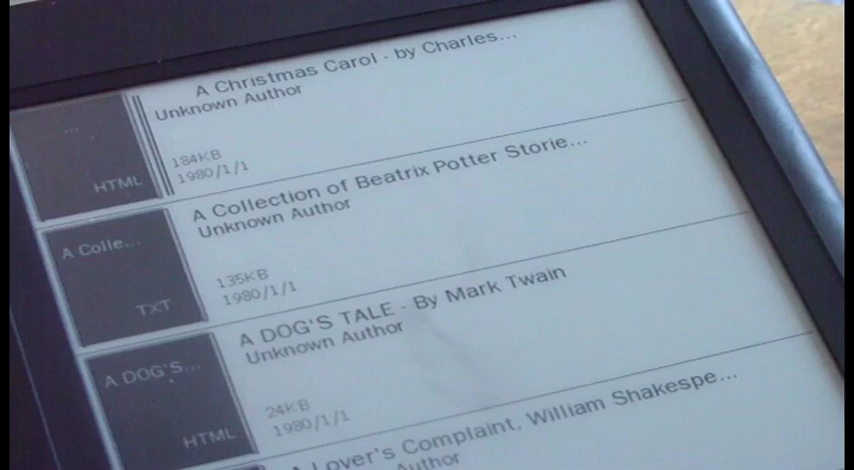 A Christmas Carol - by Charles...
Unknown Author
...
184KB
HTML
1980/1/1
A Collection of Beatrix Potter Storie...
Unknown Author
A Colle...
135KB
TXT
1980/1/1
A DOG'S TALE - By Mark Twain
Unknown Author
A DOG'S...
24KB
HTML
1980/1/1
A Lover's Complaint, William Shakespe...
Author